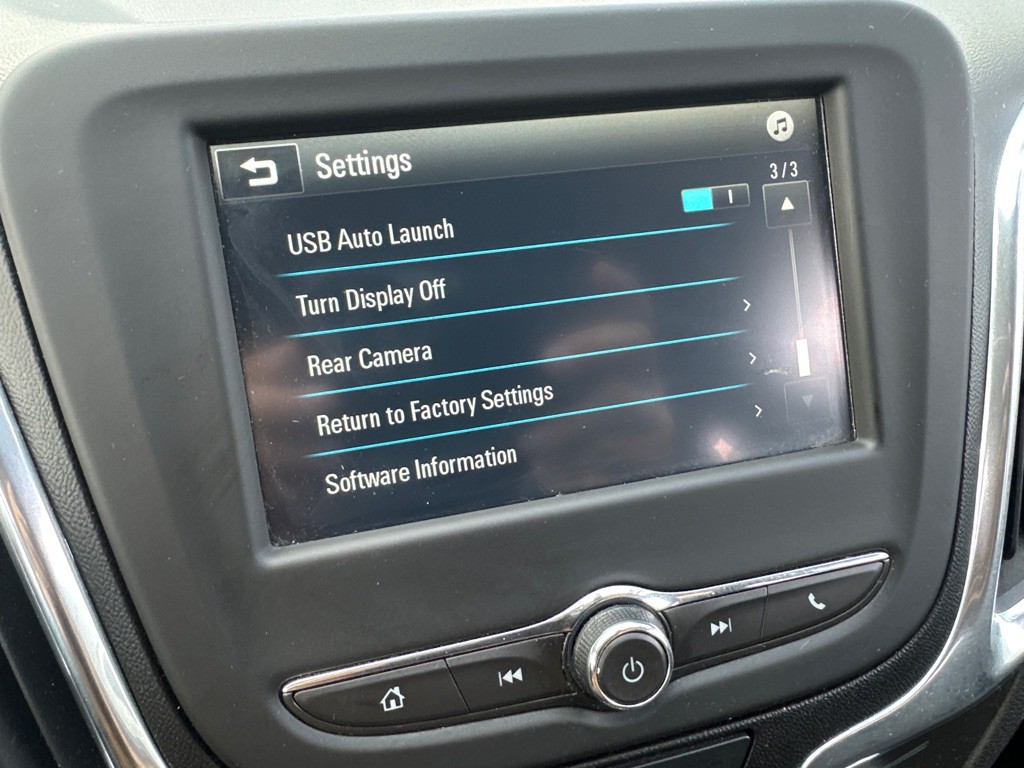 Settings
3/3
USB Auto Launch
I
Turn Display Off
Rear Camera
Return to Factory Settings
Software Information